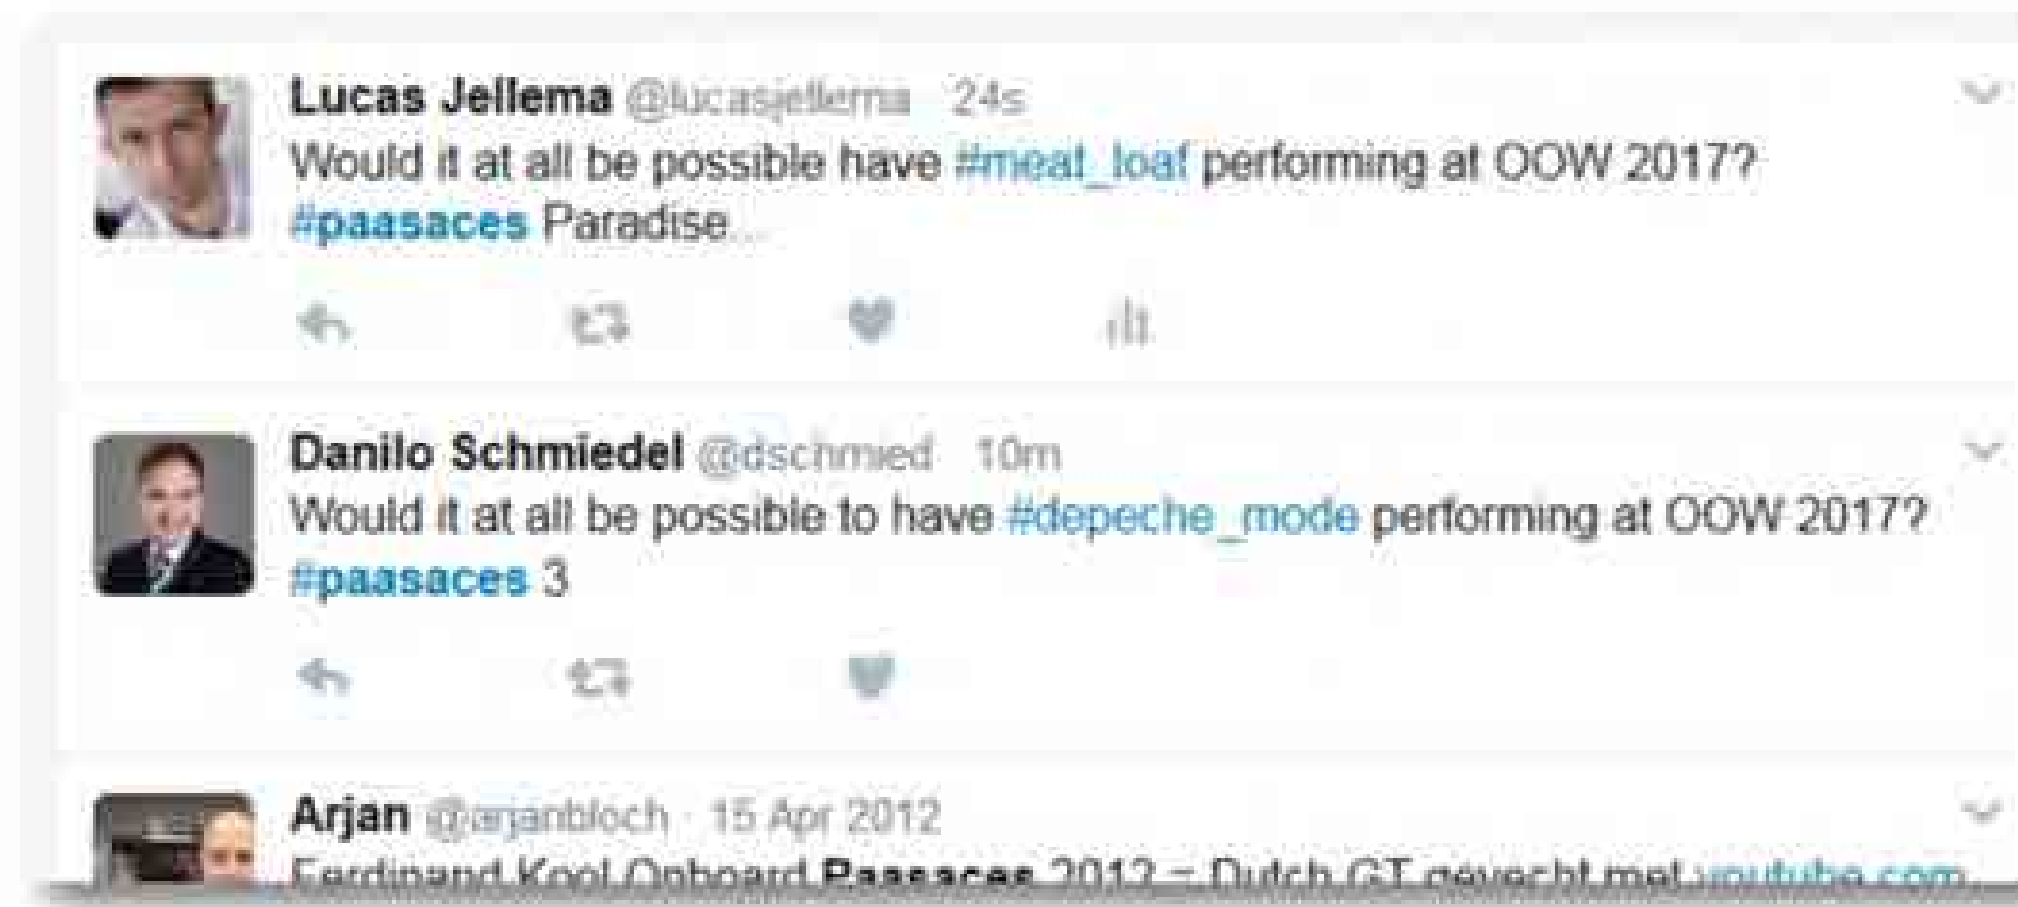 Lucas Jellema @lucasjellema 24s
Would it at all be possible have #meat_loaf performing at OOW 2017?
#paasaces Paradise...
Danilo Schmiedel @dschmied 10m
Would it at all be possible to have #depeche_mode performing at OOW 2017?
#paasaces 3
Arjan @arjanbloch · 15 Apr 2012
Ferdinand Kool Onboard Paasaces 2012 - Dutch GT gevecht met youtube.com